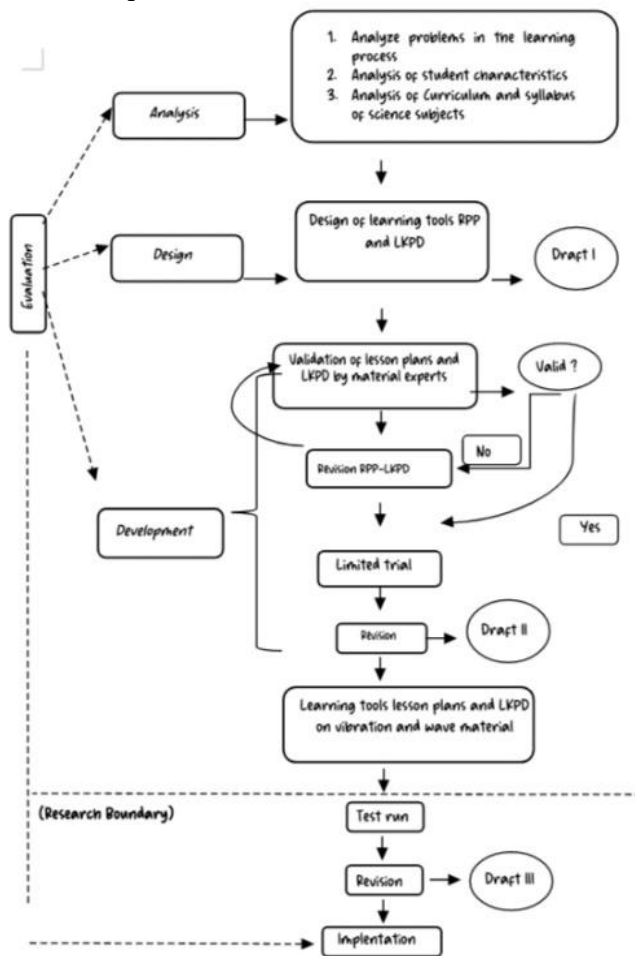 1. Analyze problems in the learning
process
2. Analysis of student characteristics
3. Analysis of Curriculum and syllabus
of science subjects
Analysis
Evaluation
Design
Design of learning tools RPP
and LKPD
Draft I
Validation of lesson plans and
LKPD by material experts
Valid ?
No
Revision RPP-LKPD
Yes
Development
Limited trial
Revision
Draft II
Learning tools lesson plans and LKPD
on vibration and wave material
(Research Boundary)
Test run
Revision
Draft III
Implentation